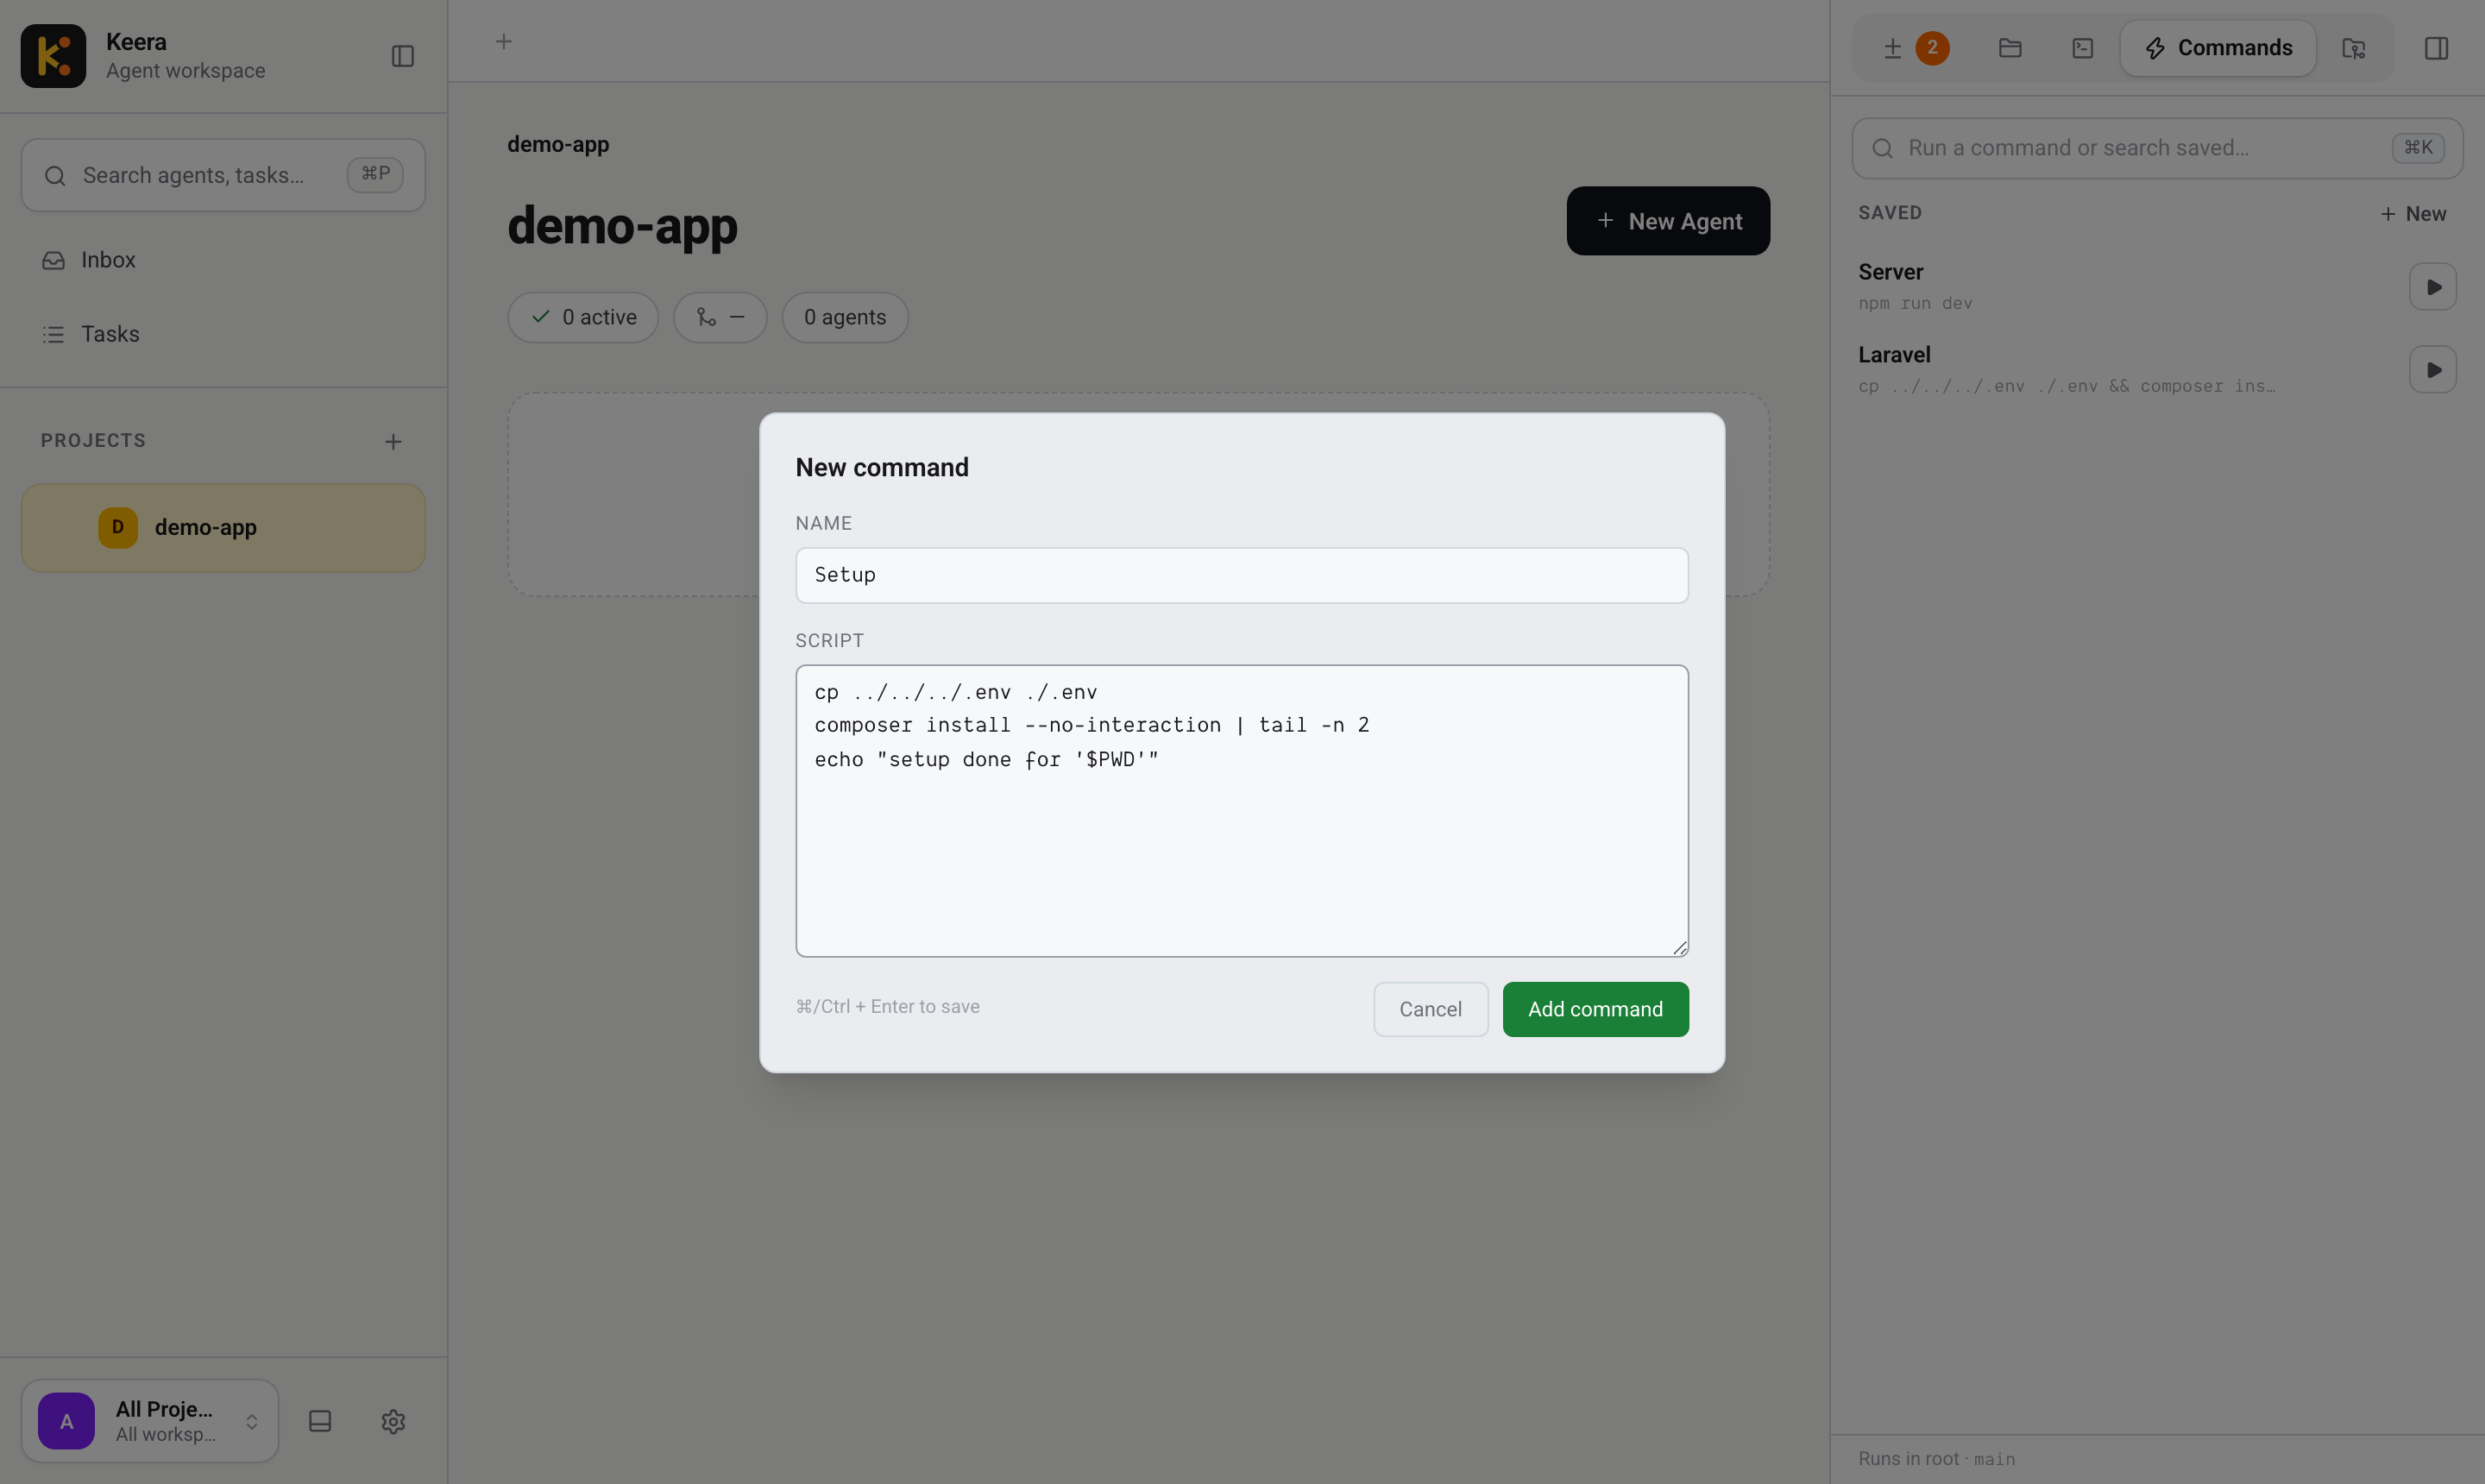 Keera
Agent workspace
Search agents, tasks... ⌘P
Inbox
Tasks
PROJECTS
D demo-app
A
All Proje...
All worksp...
demo-app
demo-app
New Agent
0 active
—
0 agents
New command
NAME
Setup
SCRIPT
cp ../../../.env ./.env
composer install --no-interaction | tail -n 2
echo "setup done for '$PWD'"
⌘/Ctrl + Enter to save
Cancel
Add command
2
Commands
Run a command or search saved... ⌘K
SAVED
New
Server
npm run dev
Laravel
cp ../../../.env ./.env && composer ins...
Runs in root · main